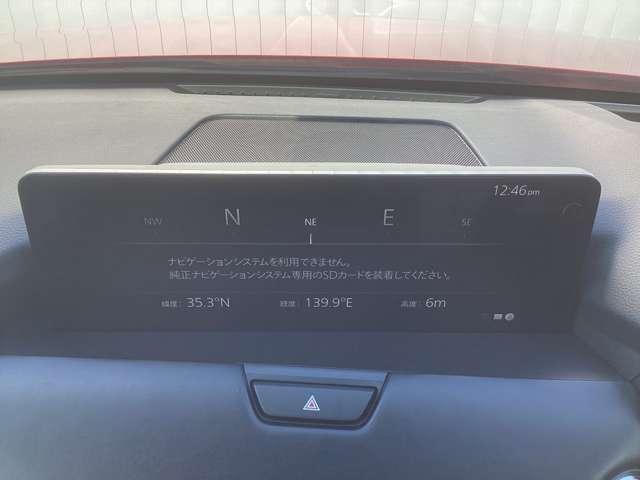 12:46pm
NW N NE E SE
ナビゲーションシステムを利用できません。
純正ナビゲーションシステム専用のSDカードを装着してください。
緯度: 35.3°N 経度: 139.9°E 高度: 6m